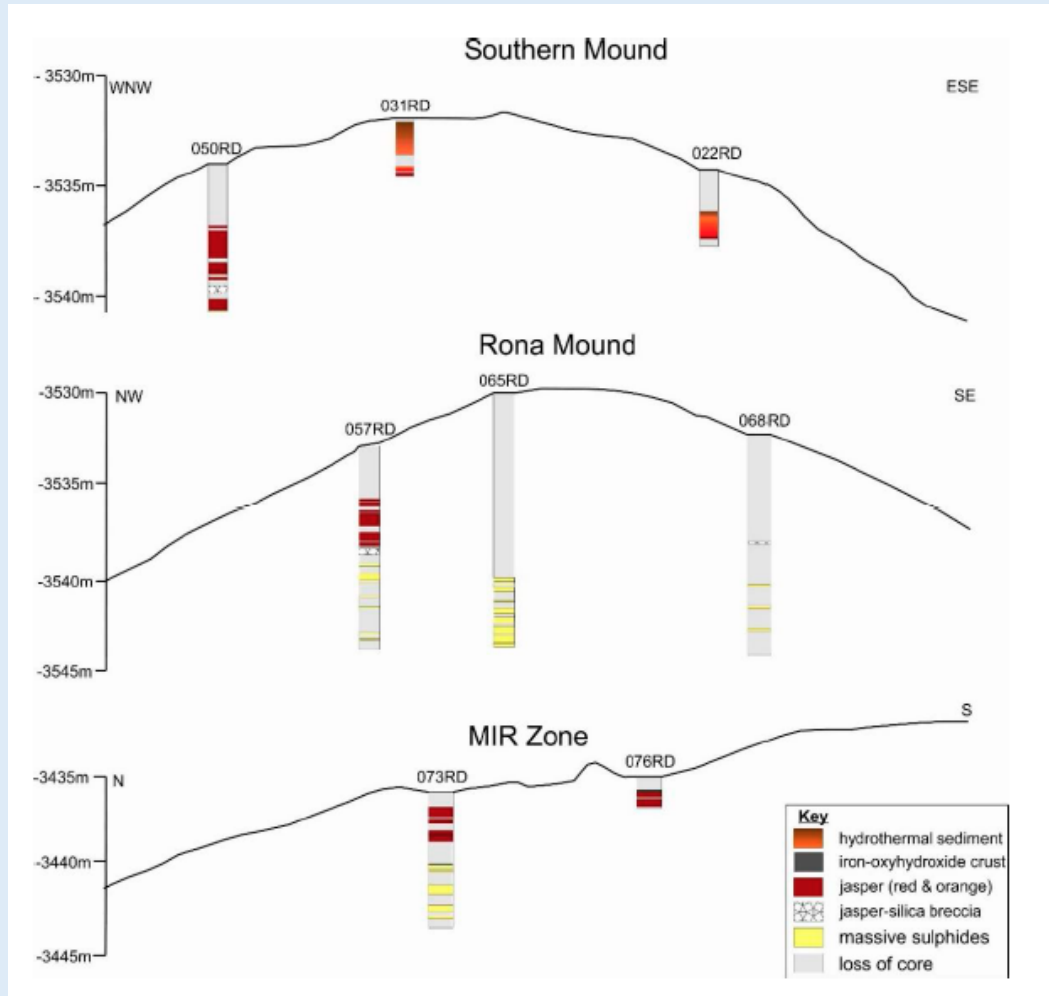 Southern Mound
- 3530m
WNW
ESE
031RD
050RD
022RD
- 3535m
- 3540m
Rona Mound
-3530m
NW
065RD
SE
057RD
068RD
-3535m
-3540m
-3545m
S
MIR Zone
-3435m
N
073RD
076RD
-3440m
-3445m
Key
hydrothermal sediment
iron-oxyhydroxide crust
jasper (red & orange)
jasper-silica breccia
massive sulphides
loss of core